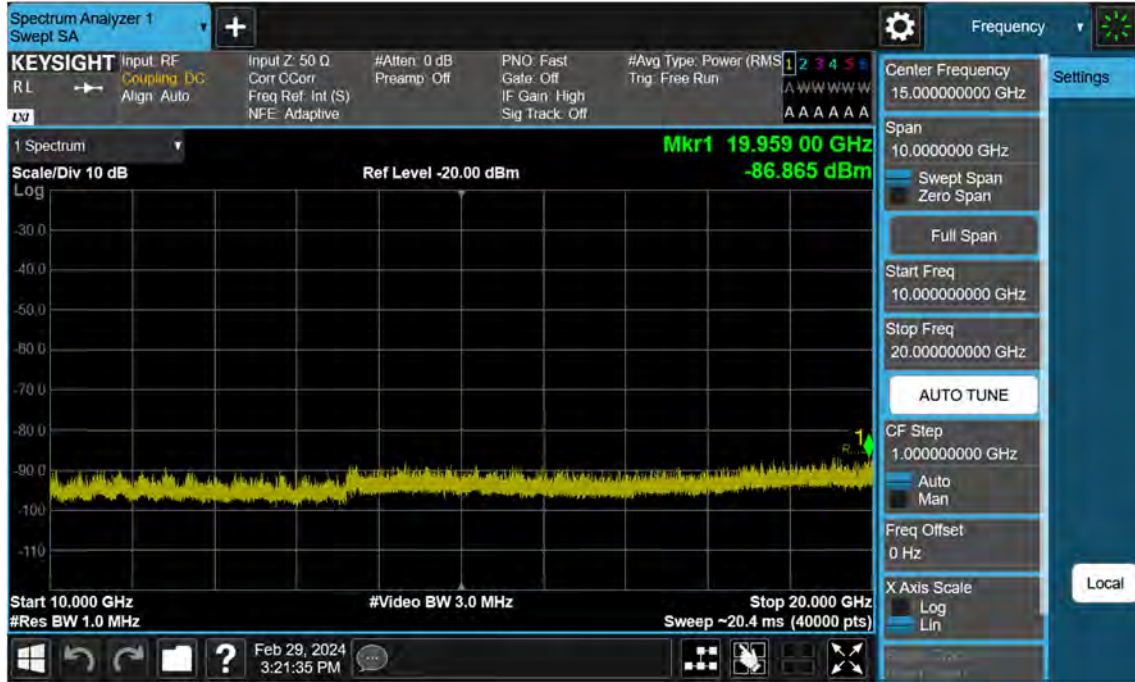 Spectrum Analyzer 1
Swept SA
Frequency
KEYSIGHT
RL
LXI
Input: RF
Coupling: DC
Align: Auto
Input Z: 50 Ω
Corr CCorr
Freq Ref: Int (S)
NFE: Adaptive
#Atten: 0 dB
Preamp: Off
PNO: Fast
Gate: Off
IF Gain: High
Sig Track: Off
#Avg Type: Power (RMS
Trig: Free Run
1 2 3 4 5 6
A W W W W W
A A A A A A
1 Spectrum
Scale/Div 10 dB
Log
Ref Level -20.00 dBm
Mkr1 19.959 00 GHz
-86.865 dBm
-30.0
-40.0
-50.0
-60.0
-70.0
-80.0
-90.0
-100
-110
1
Start 10.000 GHz
#Res BW 1.0 MHz
#Video BW 3.0 MHz
Stop 20.000 GHz
Sweep ~20.4 ms (40000 pts)
Center Frequency
15.000000000 GHz
Span
10.0000000 GHz
Swept Span
Zero Span
Full Span
Start Freq
10.000000000 GHz
Stop Freq
20.000000000 GHz
AUTO TUNE
CF Step
1.000000000 GHz
Auto
Man
Freq Offset
0 Hz
X Axis Scale
Log
Lin
Settings
Local
?
Feb 29, 2024
3:21:35 PM